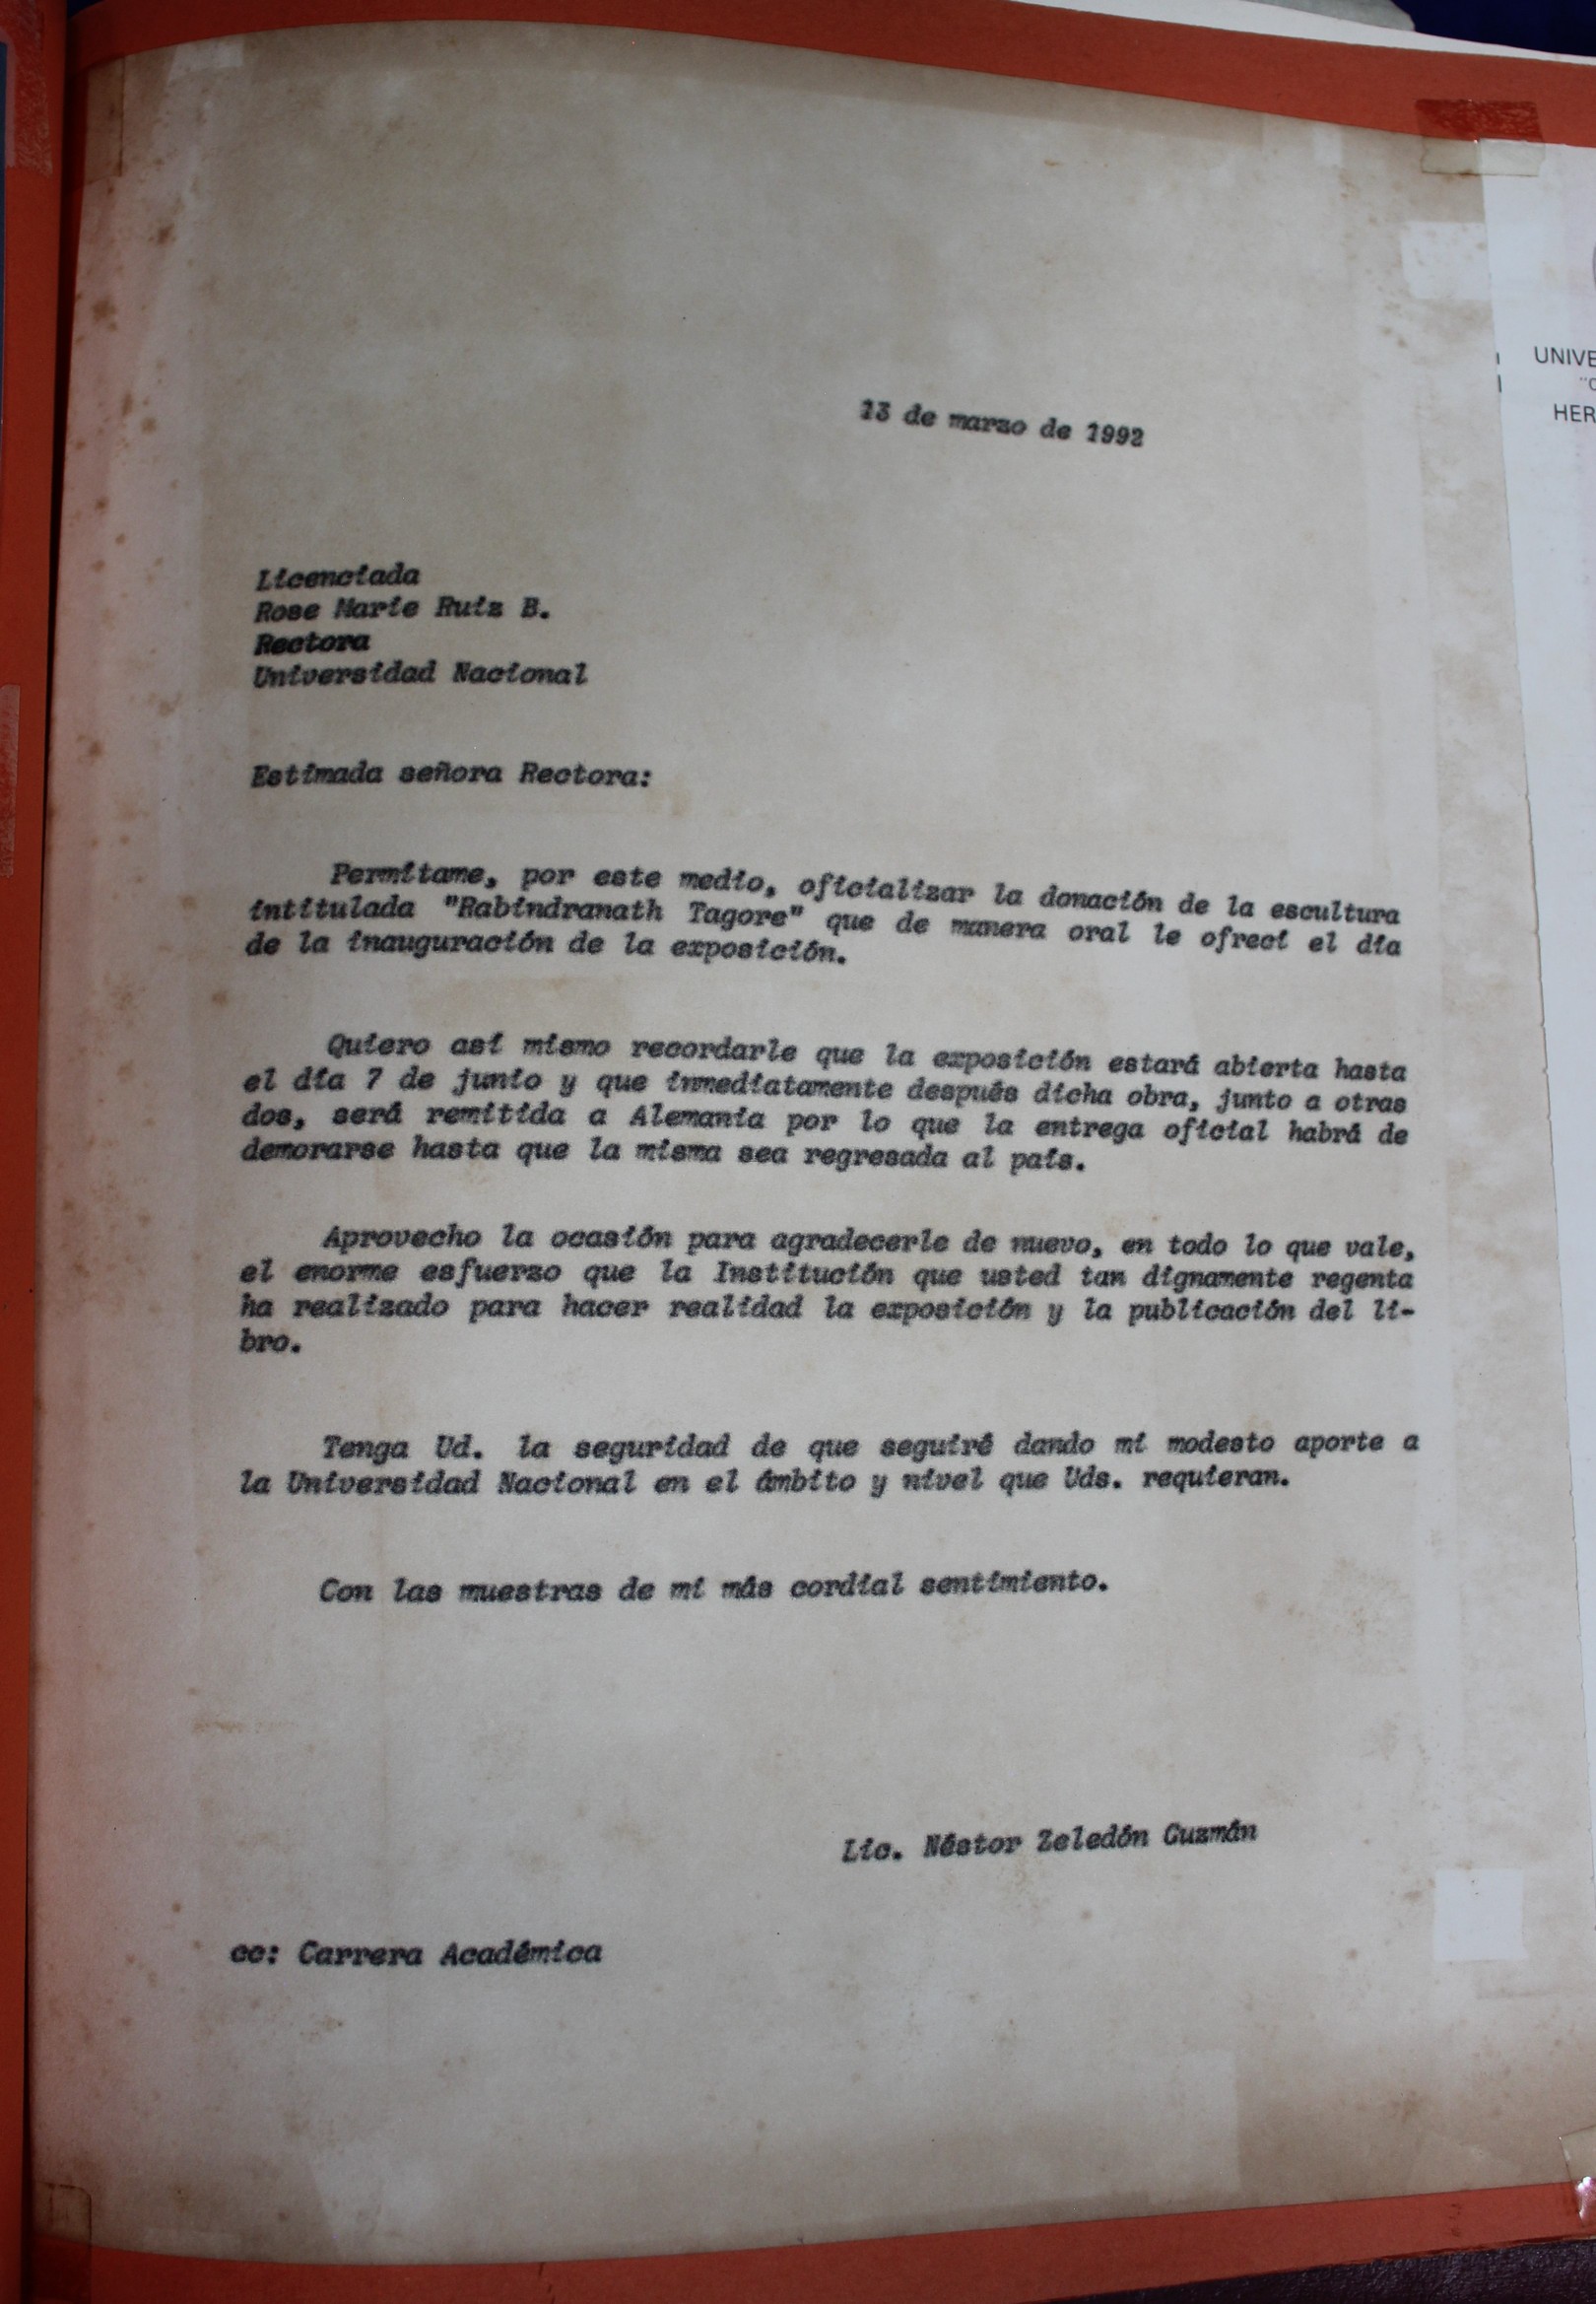 13 de marzo de 1992
Licenciada
Rose Marie Ruiz B.
Rectora
Universidad Nacional
Estimada señora Rectora:
Permítame, por este medio, oficializar la donación de la escultura
intitulada "Rabindranath Tagore" que de manera oral le ofrecí el día
de la inauguración de la exposición.
Quiero así mismo recordarle que la exposición estará abierta hasta
el día 7 de junio y que inmediatamente después dicha obra, junto a otras
dos, será remitida a Alemania por lo que la entrega oficial habrá de
demorarse hasta que la misma sea regresada al país.
Aprovecho la ocasión para agradecerle de nuevo, en todo lo que vale,
el enorme esfuerzo que la Institución que usted tan dignamente regenta
ha realizado para hacer realidad la exposición y la publicación del li-
bro.
Tenga Ud. la seguridad de que seguiré dando mi modesto aporte a
la Universidad Nacional en el ámbito y nivel que Uds. requieran.
Con las muestras de mi más cordial sentimiento.
Lic. Néstor Zeledón Guzmán
cc: Carrera Académica
UNIVE
HER